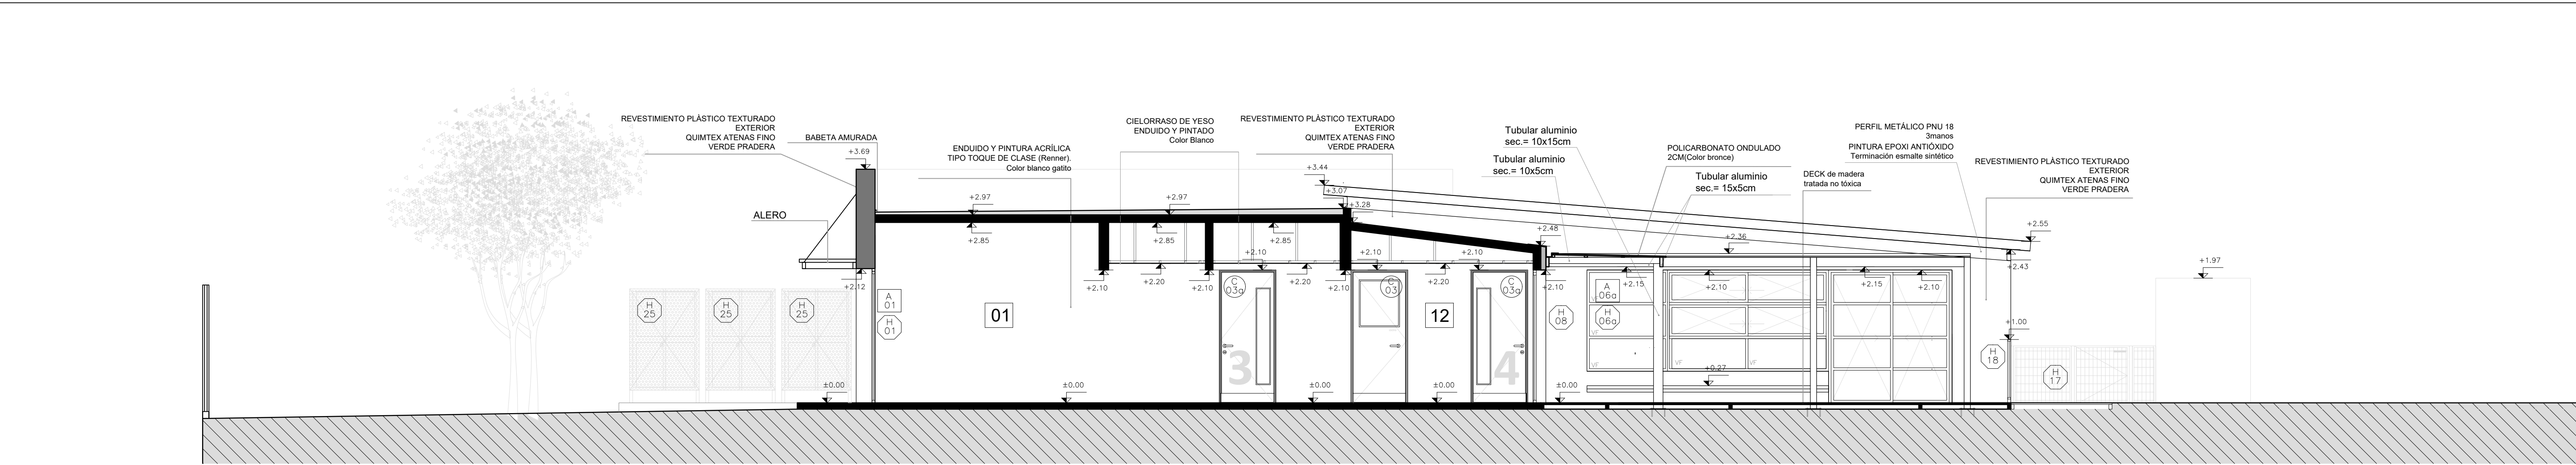 REVESTIMIENTO PLÁSTICO TEXTURADO
EXTERIOR
QUIMTEX ATENAS FINO
VERDE PRADERA
BABETA AMURADA
+3.69
ALERO
ENDUIDO Y PINTURA ACRÍLICA
TIPO TOQUE DE CLASE (Renner).
Color blanco gatito
CIELORRASO DE YESO
ENDUIDO Y PINTADO
Color Blanco
REVESTIMIENTO PLÁSTICO TEXTURADO
EXTERIOR
QUIMTEX ATENAS FINO
VERDE PRADERA
+3.44
+3.07
+3.28
Tubular aluminio
sec.= 10x15cm
Tubular aluminio
sec.= 10x5cm
POLICARBONATO ONDULADO
2CM(Color bronce)
Tubular aluminio
sec.= 15x5cm
DECK de madera
tratada no tóxica
PERFIL METÁLICO PNU 18
3manos
PINTURA EPOXI ANTIÓXIDO
Terminación esmalte sintético
REVESTIMIENTO PLÁSTICO TEXTURADO
EXTERIOR
QUIMTEX ATENAS FINO
VERDE PRADERA
+2.97
+2.97
+2.85
+2.85
+2.85
+2.48
+2.36
+2.55
+2.43
+1.97
+2.10
+2.10
+2.10
+2.12
+2.10
+2.20
+2.10
+2.20
+2.10
+2.20
+2.10
+2.15
+2.10
+2.15
+2.10
H
25
H
25
H
25
A
01
H
01
01
C
03a
C
03
12
C
03a
H
08
A
06a
H
06a
VF
VF
VF
VF
+1.00
H
18
H
17
3
4
+0.27
±0.00
±0.00
±0.00
±0.00
±0.00